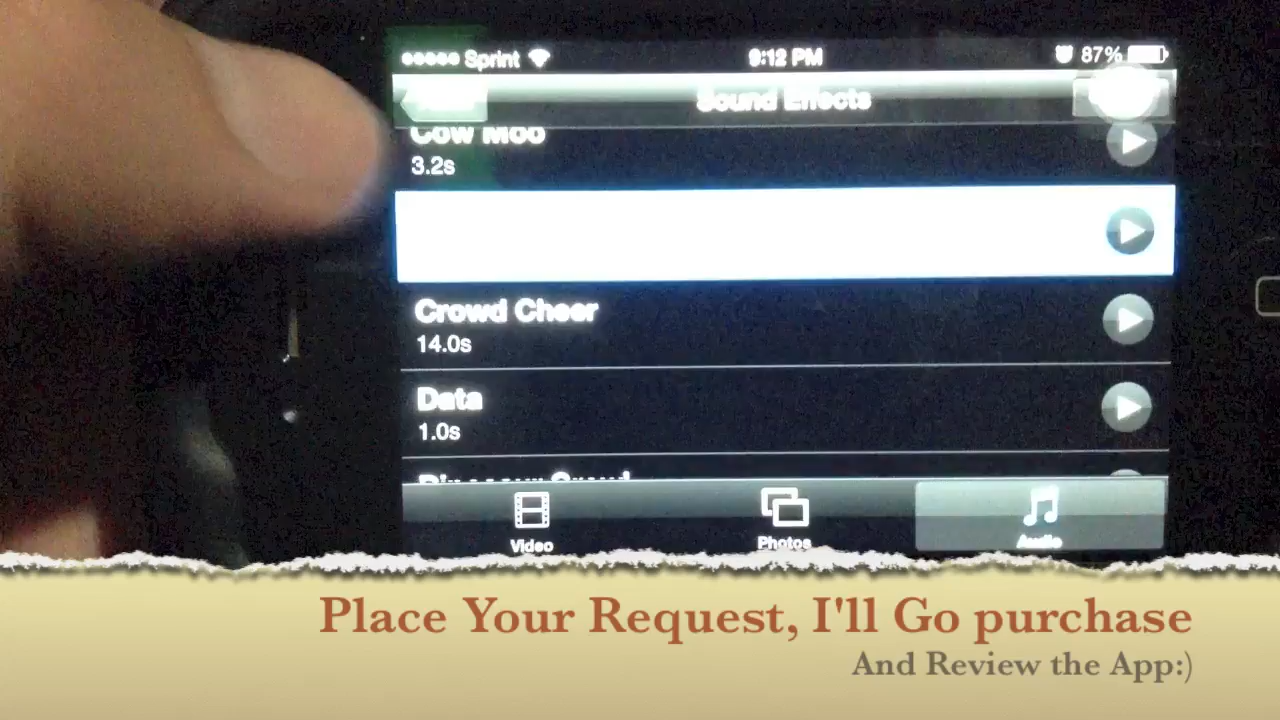 Sprint 9:12 PM 87%
Sound Effects
Cow Moo
3.2s
Crowd Cheer
14.0s
Data
1.0s
Video Photos Audio
Place Your Request, I'll Go purchase
And Review the App:)